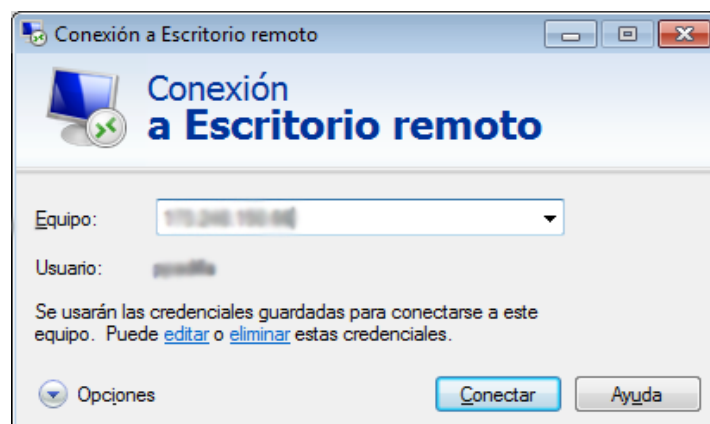 Conexión a Escritorio remoto
Conexión
a Escritorio remoto
Equipo:
Usuario:
Se usarán las credenciales guardadas para conectarse a este
equipo. Puede editar o eliminar estas credenciales.
Opciones
Conectar
Ayuda